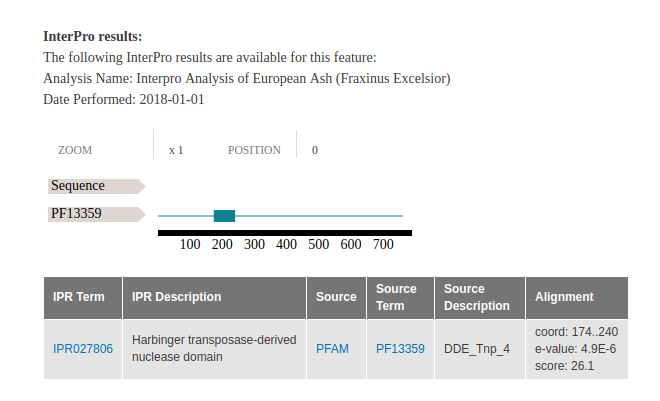 InterPro results:
The following InterPro results are available for this feature:
Analysis Name: Interpro Analysis of European Ash (Fraxinus Excelsior)
Date Performed: 2018-01-01
ZOOM x 1 POSITION 0
Sequence
PF13359
100 200 300 400 500 600 700
IPR Term IPR Description Source Source Term Source Description Alignment
IPR027806 Harbinger transposase-derived nuclease domain PFAM PF13359 DDE_Tnp_4 coord: 174..240
e-value: 4.9E-6
score: 26.1